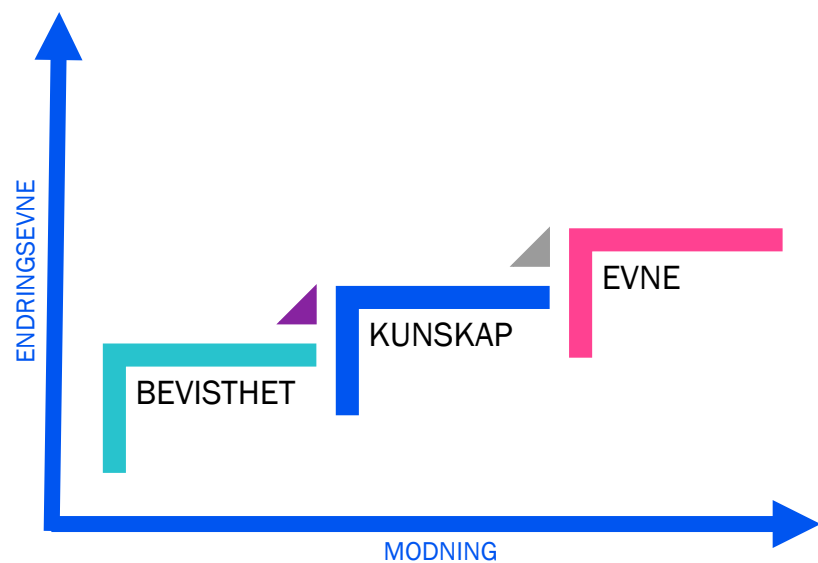 ENDRINGSEVNE
EVNE
KUNSKAP
BEVISTHET
MODNING